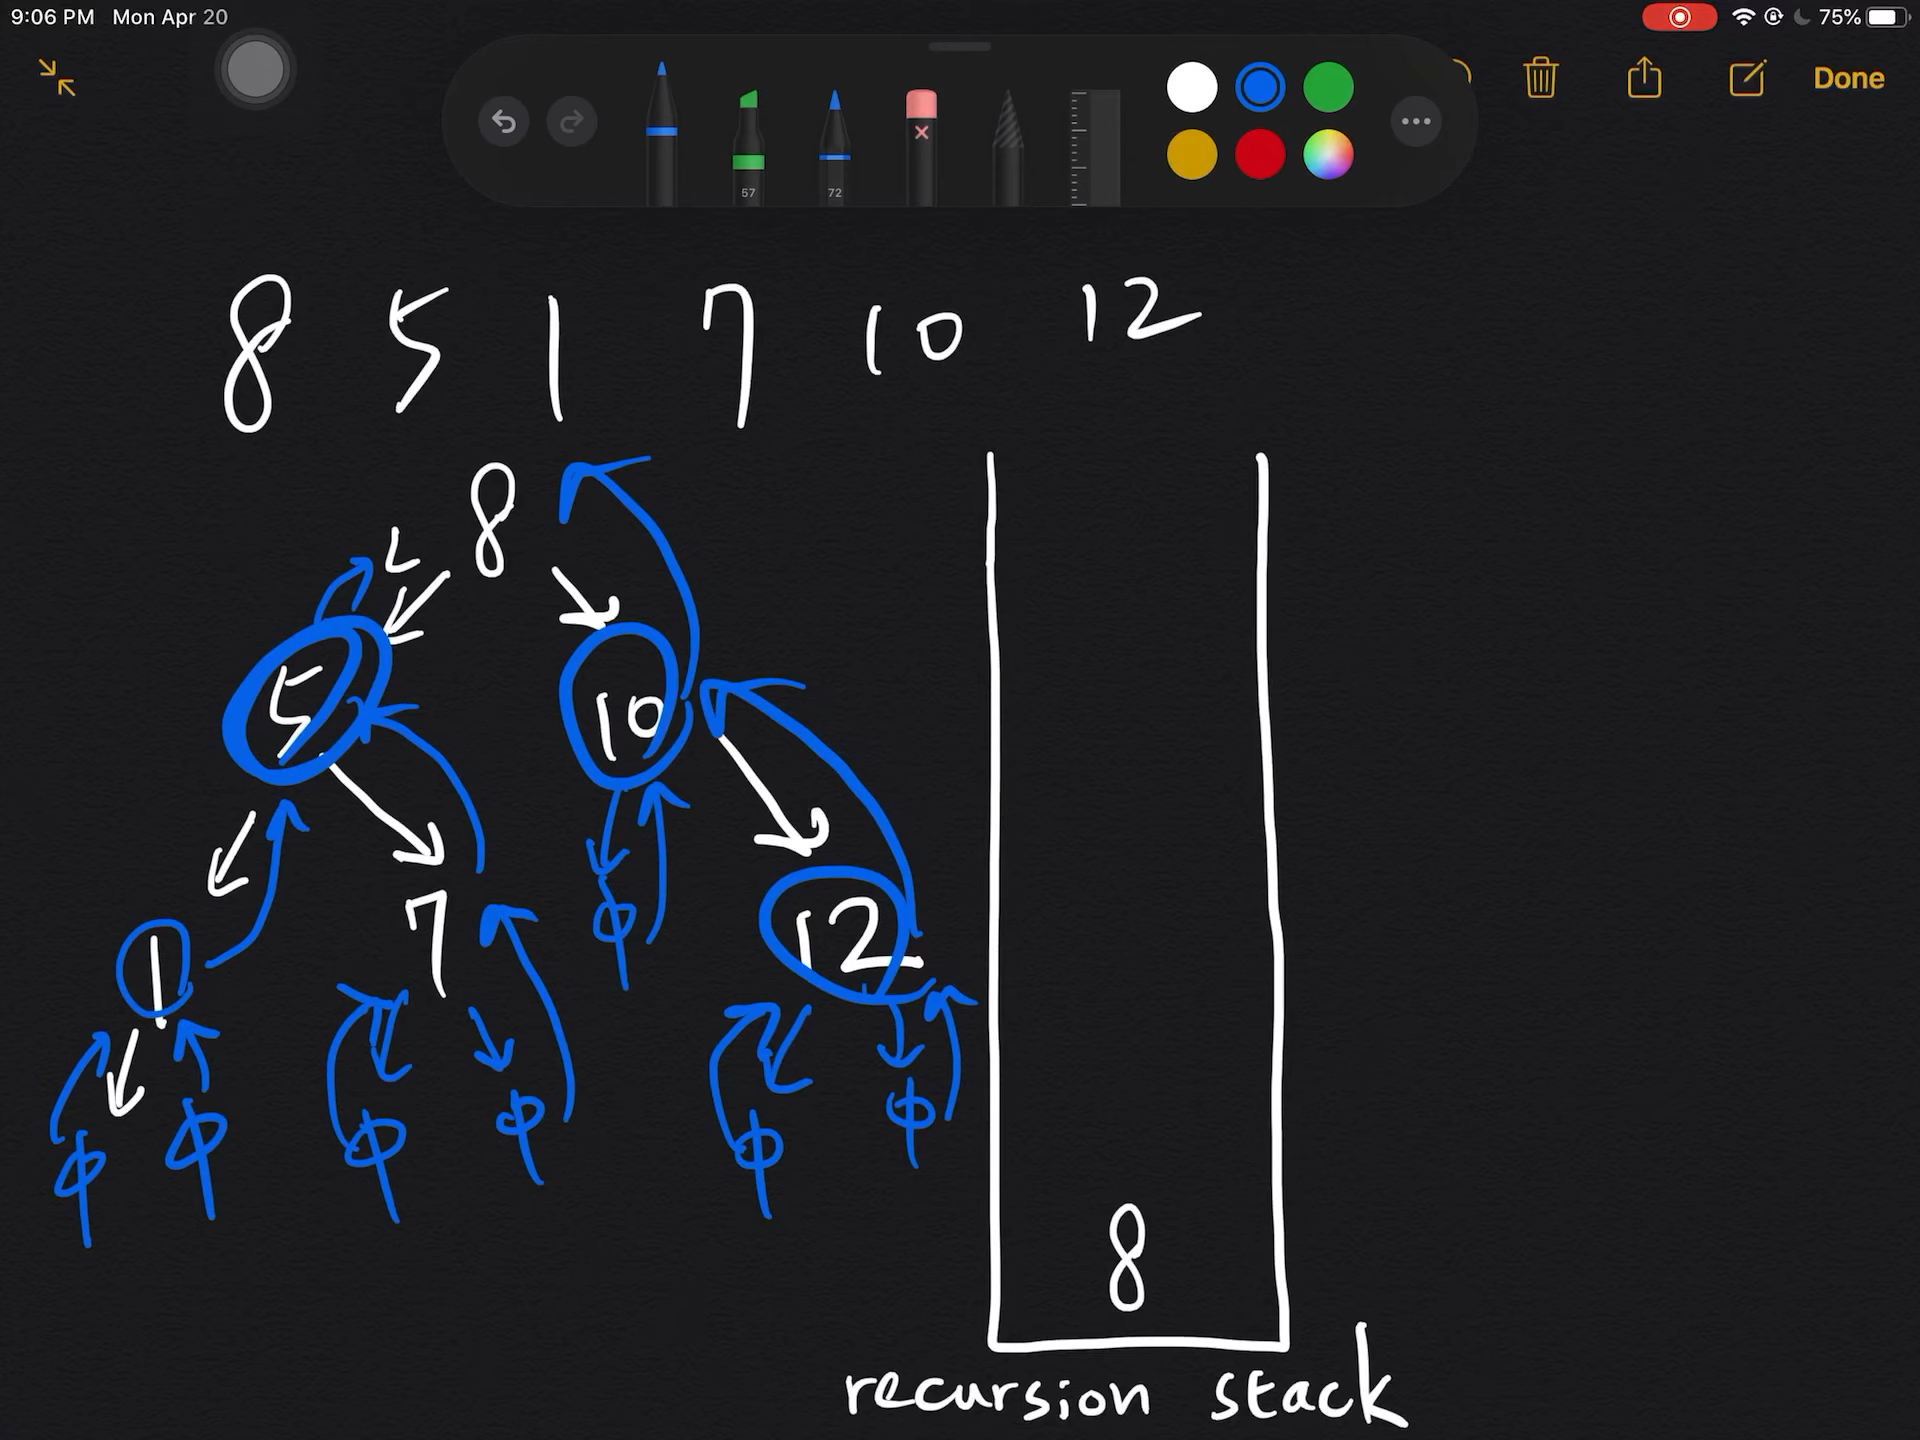 9:06 PM Mon Apr 20
75%
Done
57
72
8 5 1 7 10 12
8
L
5 10
1 7 ф 12
ф ф ф ф ф ф
8
recursion stack